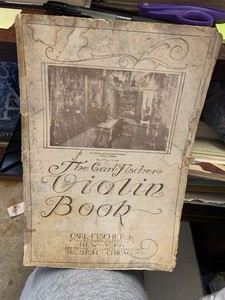 The Carl Fischer
Violin
Book
CARL FISCHER
NEW YORK
BOSTON CHICAGO